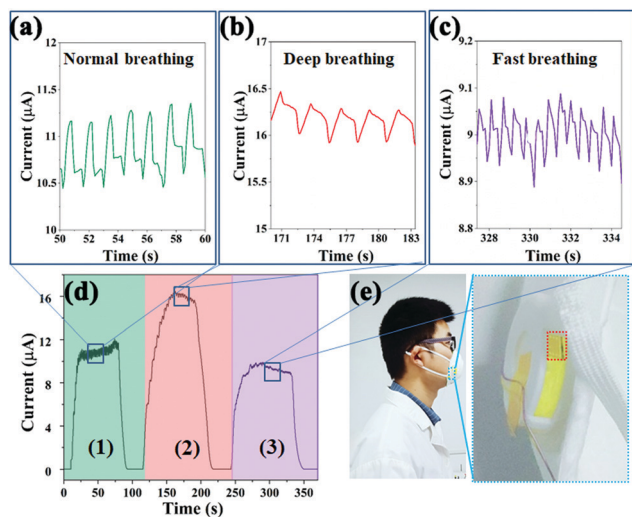 (a)
Normal breathing
Current (μA)
12
11.5
11
10.5
10
50 52 54 56 58 60
Time (s)
(b)
Deep breathing
Current (μA)
17
16.5
16
15.5
15
171 174 177 180 183
Time (s)
(c)
Fast breathing
Current (μA)
9.2
9.1
9
8.9
8.8
328 330 332 334
Time (s)
(d)
Current (μA)
16
12
8
4
0
(1) (2) (3)
0 50 100 150 200 250 300 350
Time (s)
(e)